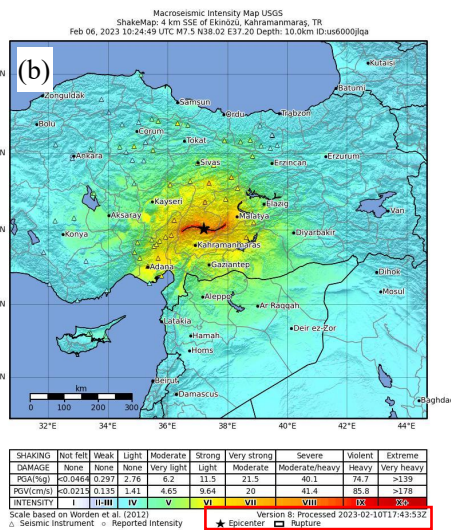 Macroseismic Intensity Map USGS
ShakeMap: 4 km SSE of Ekinözü, Kahramanmaraş, TR
Feb 06, 2023 10:24:49 UTC M7.5 N38.02 E37.20 Depth: 10.0km ID:us6000jlqa
(b)
Kutaisi
Batumi
Zonguldak
Samsun
Ordu
Trabzon
Bolu
Corum
Tokat
Ankara
Sivas
Erzincan
Erzurum
Kayseri
Elazig
Aksaray
Malatya
Van
Konya
Diyarbakir
Kahramanmaras
Adana
Gaziantep
Dihok
Aleppo
Mosul
Ar Raqqah
Latakia
Hamah
Deir ez-Zor
Homs
km
Beirut
0 100 200 300 400
Damascus
Baghdad
32°E 34°E 36°E 38°E 40°E 42°E 44°E
SHAKING Not felt Weak Light Moderate Strong Very strong Severe Violent Extreme
DAMAGE None None None Very light Light Moderate Moderate/heavy Heavy Very heavy
PGA(%g) <0.0464 0.297 2.76 6.2 11.5 21.5 40.1 74.7 >139
PGV(cm/s) <0.0215 0.135 1.41 4.65 9.64 20 41.4 85.8 >178
INTENSITY I II-III IV V VI VII VIII IX X+
Scale based on Worden et al. (2012) Version 8: Processed 2023-02-10T17:43:53Z
△ Seismic Instrument ○ Reported Intensity ★ Epicenter □ Rupture